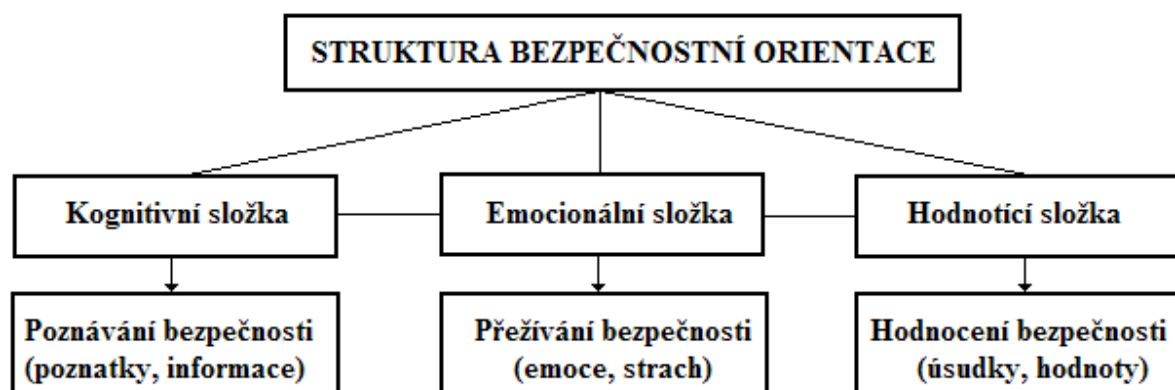 STRUKTURA BEZPEČNOSTNÍ ORIENTACE
Kognitivní složka
Emocionální složka
Hodnotící složka
Poznávání bezpečnosti
(poznatky, informace)
Přežívání bezpečnosti
(emoce, strach)
Hodnocení bezpečnosti
(úsudky, hodnoty)